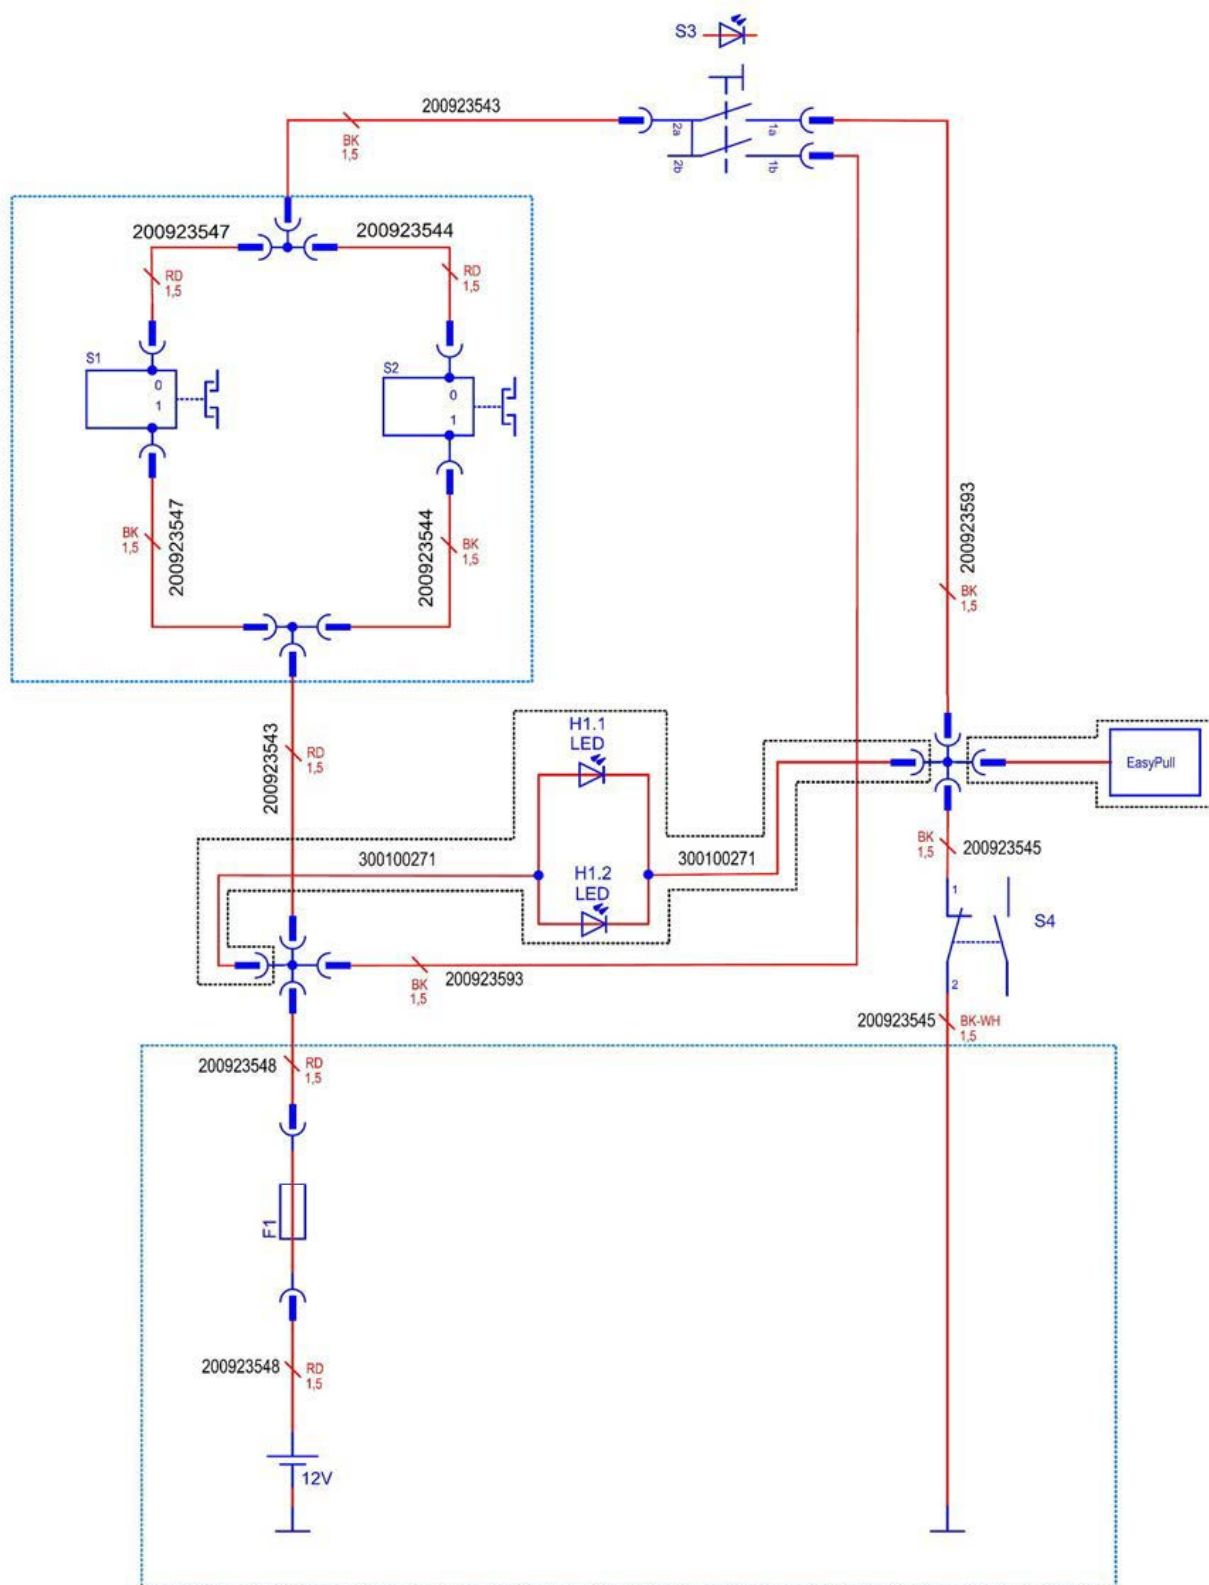 S3
200923543
BK
1,5
2a
1a
2b
1b
200923547
200923544
RD
1,5
RD
1,5
S1
0
1
S2
0
1
BK
1,5
200923547
200923544
BK
1,5
200923593
BK
1,5
200923543
RD
1,5
H1.1
LED
EasyPull
300100271
H1.2
LED
300100271
BK
1,5
200923545
1
S4
2
BK
1,5
200923593
200923545
BK-WH
1,5
200923548
RD
1,5
F1
200923548
RD
1,5
12V